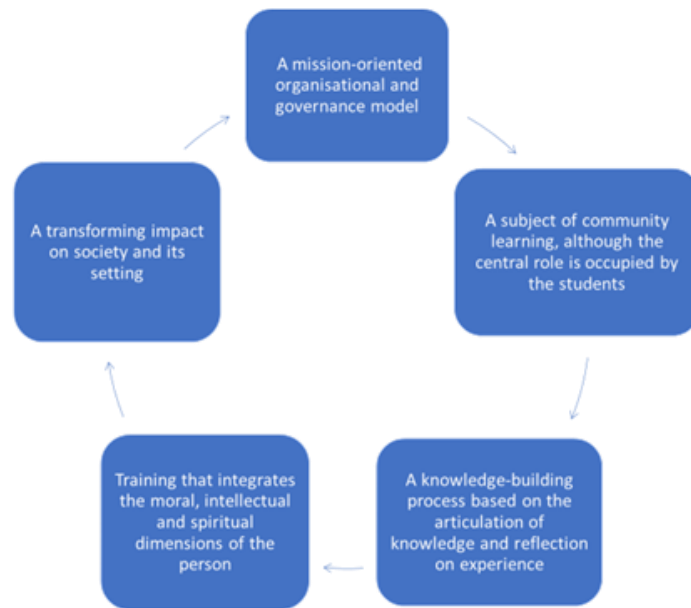 A mission-oriented
organisational and
governance model
A subject of community
learning, although the
central role is occupied by
the students
A knowledge-building
process based on the
articulation of
knowledge and reflection
on experience
Training that integrates
the moral, intellectual
and spiritual
dimensions of the
person
A transforming impact
on society and its
setting